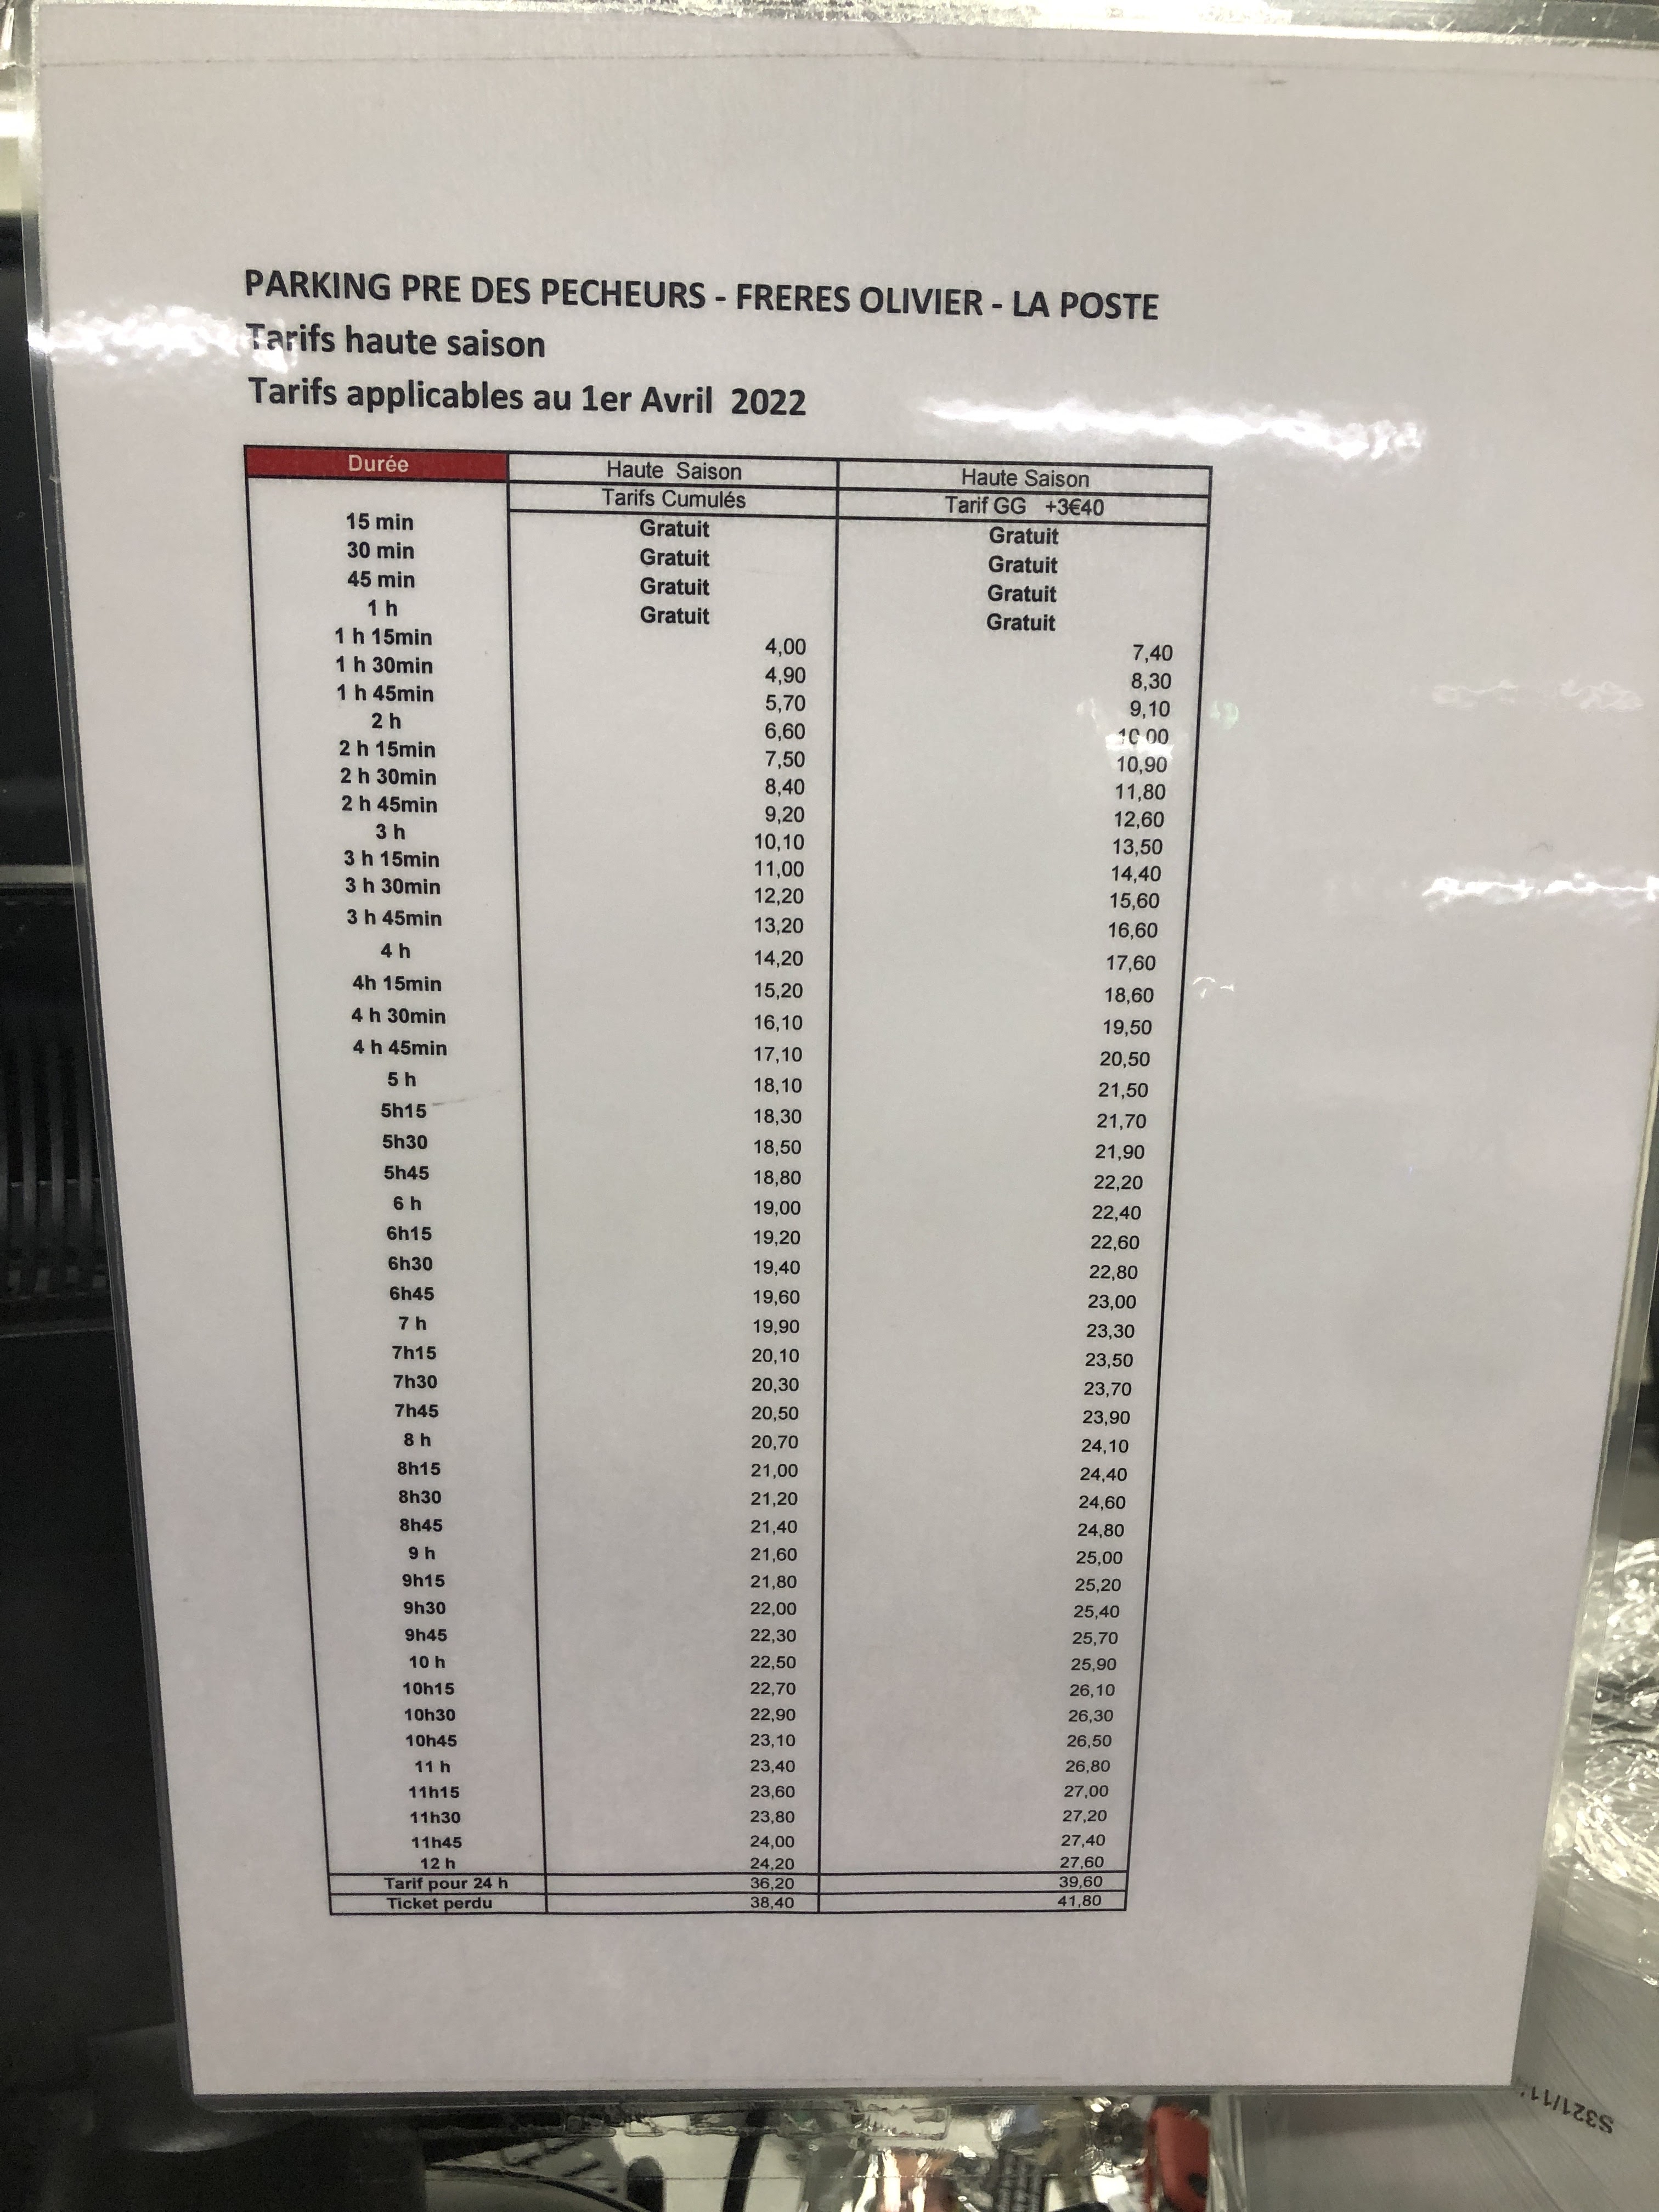 PARKING PRE DES PECHEURS - FRERES OLIVIER - LA POSTE
Tarifs haute saison
Tarifs applicables au 1er Avril 2022
Durée Haute Saison Haute Saison
Tarifs Cumulés Tarif GG +3€40
15 min Gratuit Gratuit
30 min Gratuit Gratuit
45 min Gratuit Gratuit
1 h Gratuit Gratuit
1 h 15min 4,00 7,40
1 h 30min 4,90 8,30
1 h 45min 5,70 9,10
2 h 6,60 10,00
2 h 15min 7,50 10,90
2 h 30min 8,40 11,80
2 h 45min 9,20 12,60
3 h 10,10 13,50
3 h 15min 11,00 14,40
3 h 30min 12,20 15,60
3 h 45min 13,20 16,60
4 h 14,20 17,60
4h 15min 15,20 18,60
4 h 30min 16,10 19,50
4 h 45min 17,10 20,50
5 h 18,10 21,50
5h15 18,30 21,70
5h30 18,50 21,90
5h45 18,80 22,20
6 h 19,00 22,40
6h15 19,20 22,60
6h30 19,40 22,80
6h45 19,60 23,00
7 h 19,90 23,30
7h15 20,10 23,50
7h30 20,30 23,70
7h45 20,50 23,90
8 h 20,70 24,10
8h15 21,00 24,40
8h30 21,20 24,60
8h45 21,40 24,80
9 h 21,60 25,00
9h15 21,80 25,20
9h30 22,00 25,40
9h45 22,30 25,70
10 h 22,50 25,90
10h15 22,70 26,10
10h30 22,90 26,30
10h45 23,10 26,50
11 h 23,40 26,80
11h15 23,60 27,00
11h30 23,80 27,20
11h45 24,00 27,40
12 h 24,20 27,60
Tarif pour 24 h 36,20 39,60
Ticket perdu 38,40 41,80